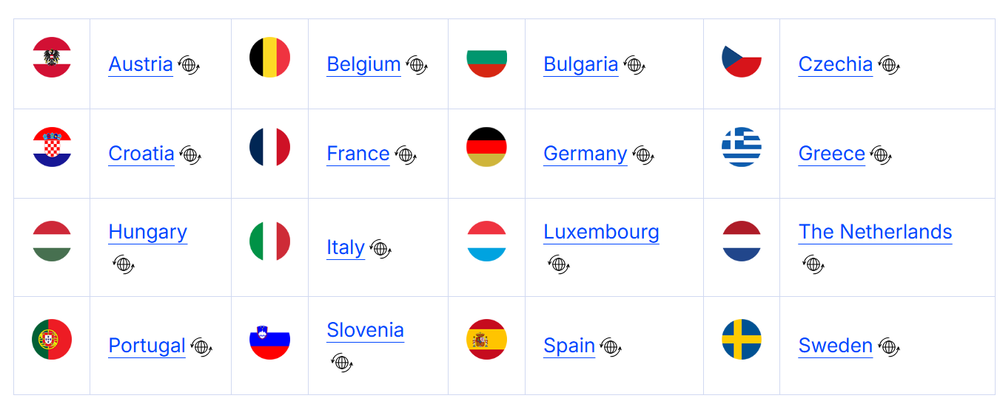 Austria
Belgium
Bulgaria
Czechia
Croatia
France
Germany
Greece
Hungary
Italy
Luxembourg
The Netherlands
Portugal
Slovenia
Spain
Sweden